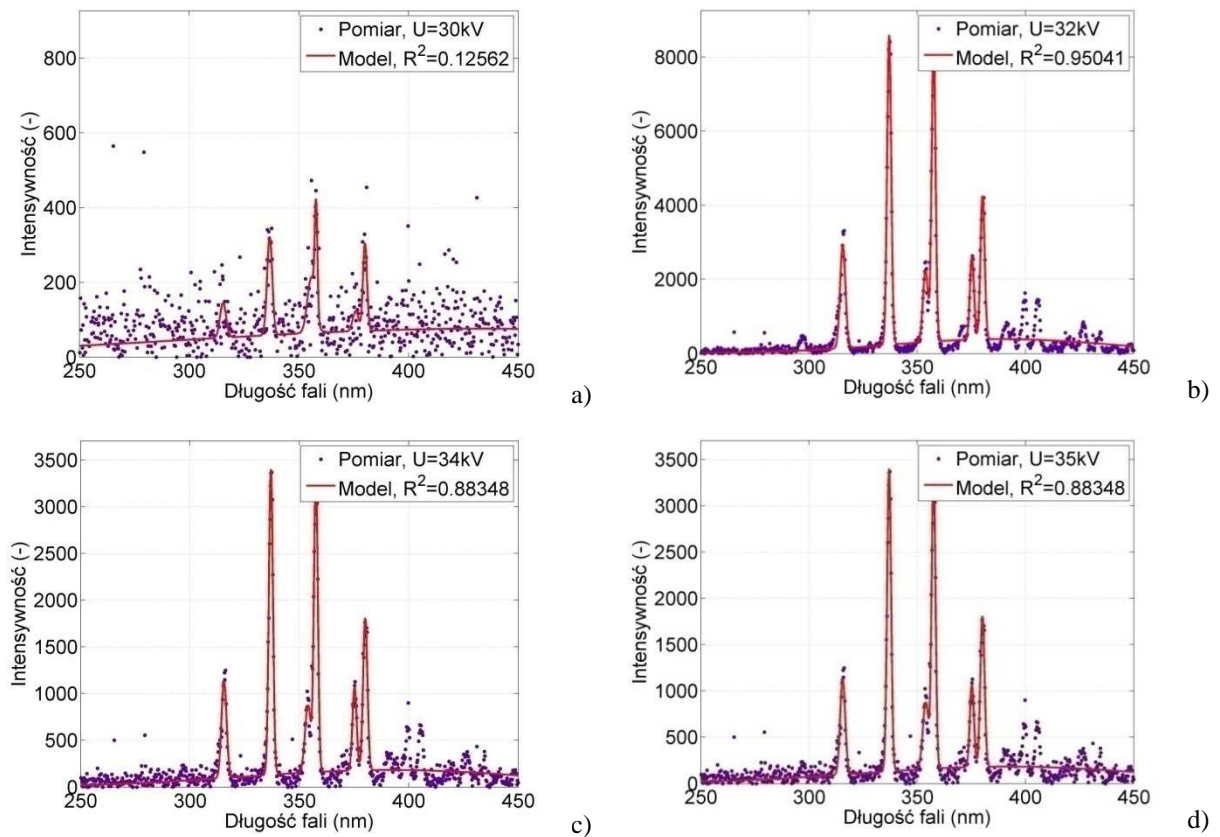 Pomiar, U=30kV
Model, R²=0.12562
800
600
400
200
0
Intensywność (-)
250 300 350 400 450
Długość fali (nm)
a)
Pomiar, U=32kV
Model, R²=0.95041
8000
6000
4000
2000
0
Intensywność (-)
250 300 350 400 450
Długość fali (nm)
b)
Pomiar, U=34kV
Model, R²=0.88348
3500
3000
2500
2000
1500
1000
500
0
Intensywność (-)
250 300 350 400 450
Długość fali (nm)
c)
Pomiar, U=35kV
Model, R²=0.88348
3500
3000
2500
2000
1500
1000
500
0
Intensywność (-)
250 300 350 400 450
Długość fali (nm)
d)